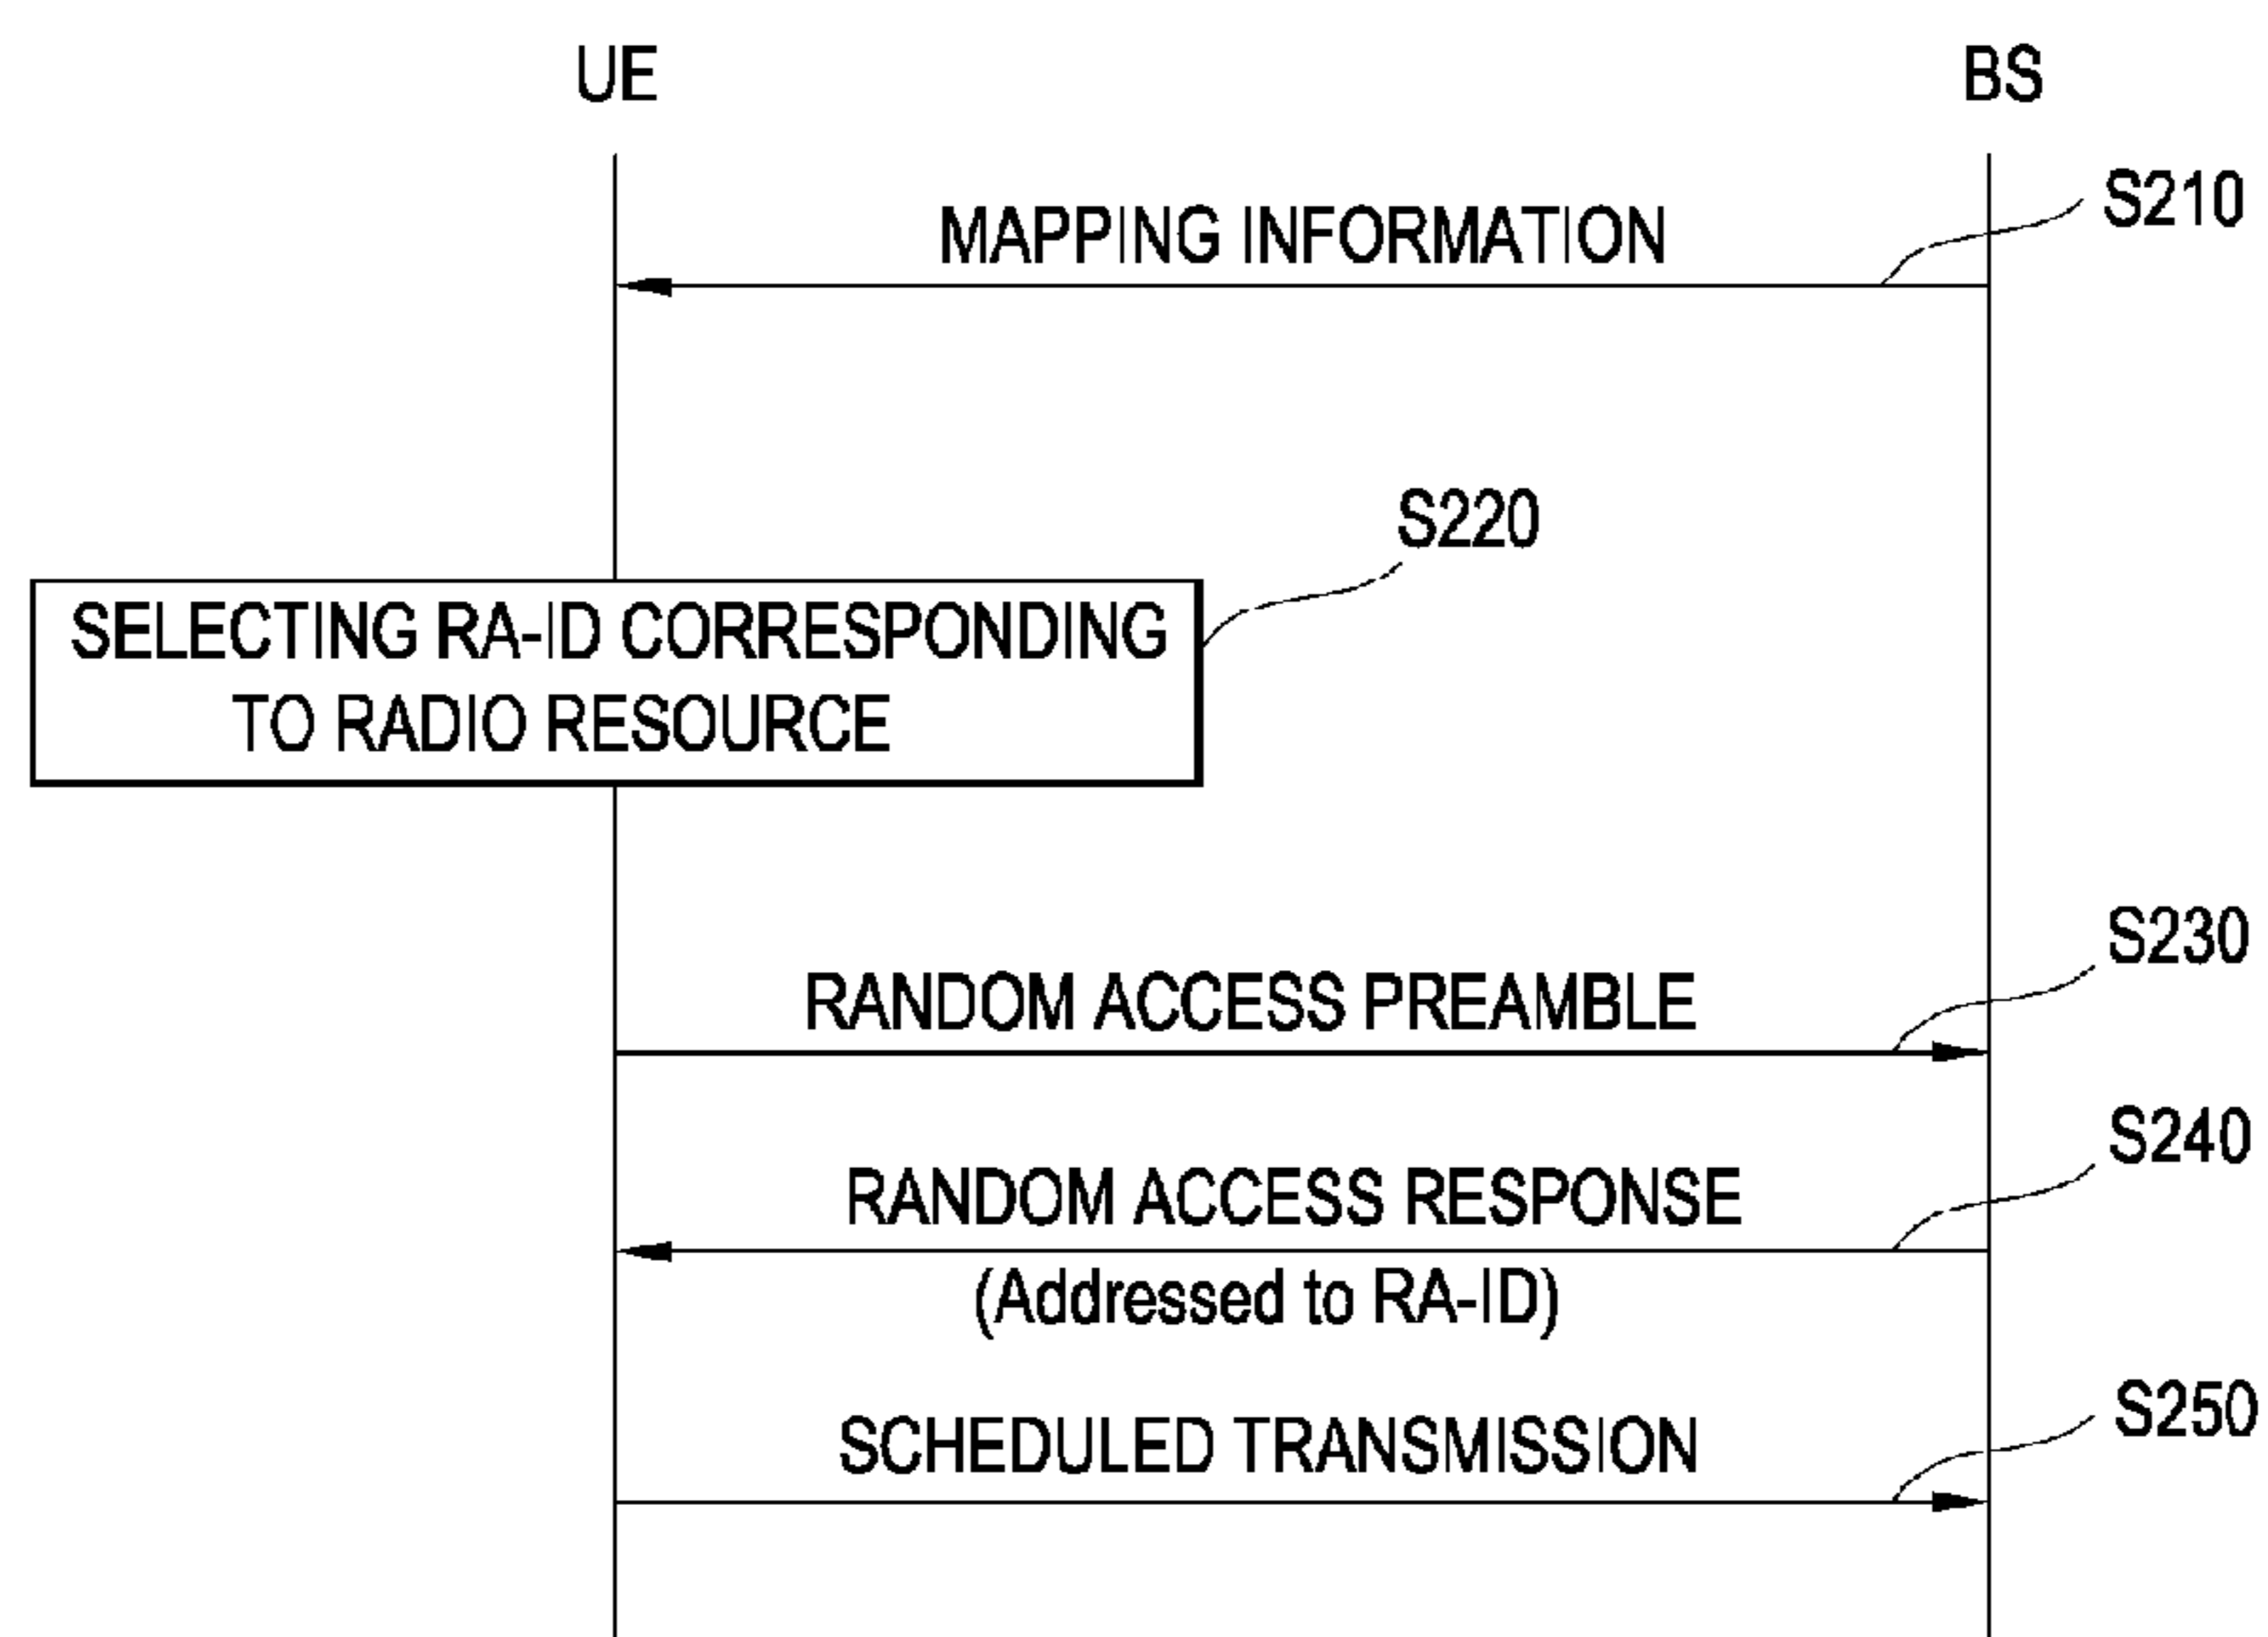 UE
BS
S210
MAPPING INFORMATION
S220
SELECTING RA-ID CORRESPONDING
TO RADIO RESOURCE
S230
RANDOM ACCESS PREAMBLE
S240
RANDOM ACCESS RESPONSE
(Addressed to RA-ID)
S250
SCHEDULED TRANSMISSION